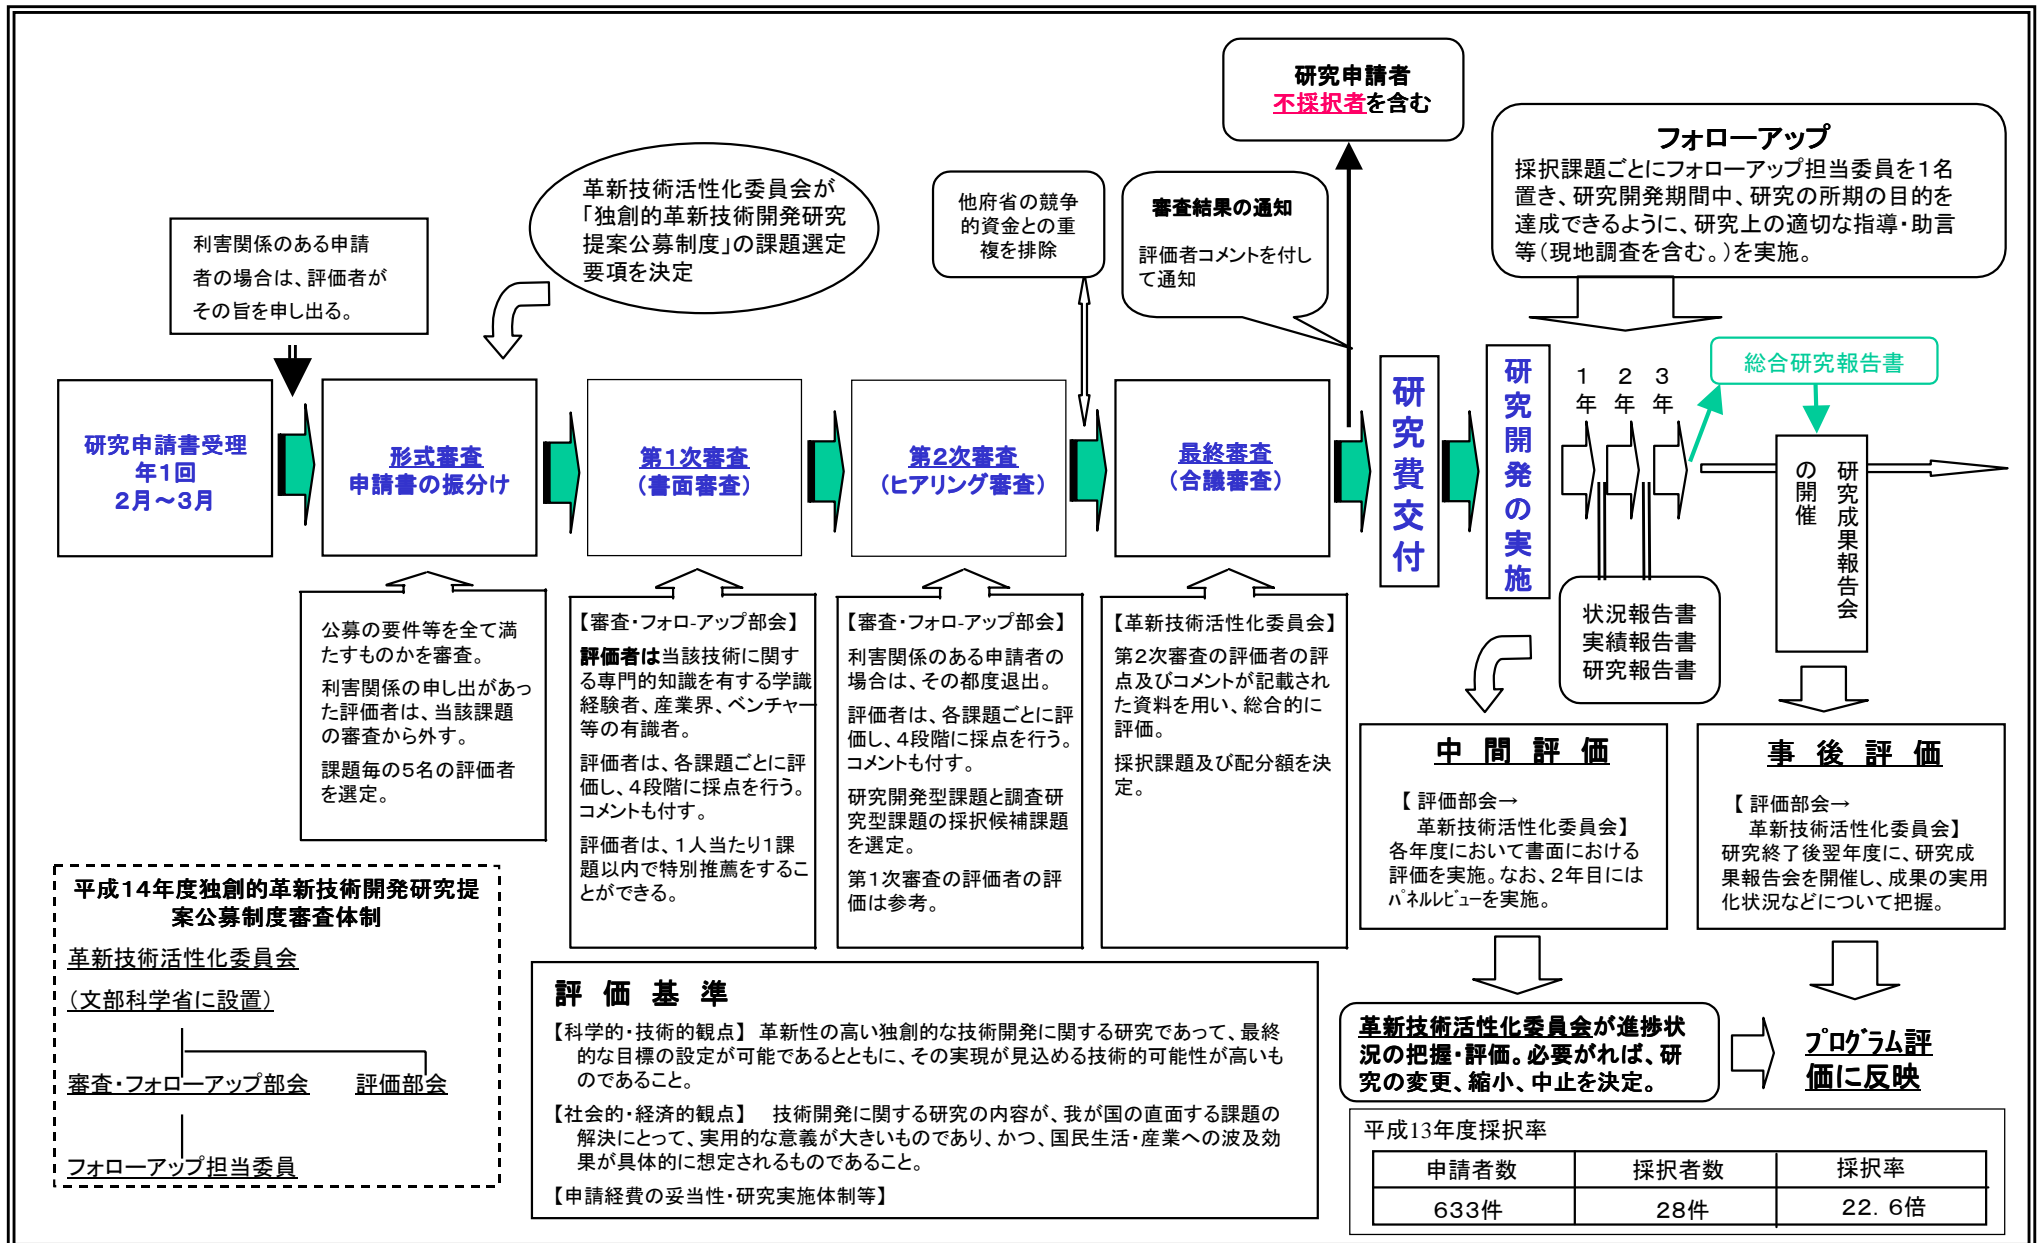 研究申請者
不採択者を含む
フォローアップ
採択課題ごとにフォローアップ担当委員を１名
置き、研究開発期間中、研究の所期の目的を
達成できるように、研究上の適切な指導・助言
等（現地調査を含む。）を実施。
革新技術活性化委員会が
「独創的革新技術開発研究
提案公募制度」の課題選定
要項を決定
他府省の競争
的資金との重
複を排除
審査結果の通知
評価者コメントを付し
て通知
利害関係のある申請
者の場合は、評価者が
その旨を申し出る。
研究申請書受理
年１回
２月～３月
形式審査
申請書の振分け
第１次審査
（書面審査）
第２次審査
（ヒアリング審査）
最終審査
（合議審査）
研究費交付
研究開発の実施
１年
２年
３年
総合研究報告書
研究成果報告会
の開催
状況報告書
実績報告書
研究報告書
公募の要件等を全て満
たすものかを審査。
利害関係の申し出があっ
た評価者は、当該課題
の審査から外す。
課題毎の５名の評価者
を選定。
【審査・フォロ-アップ部会】
評価者は当該技術に関す
る専門的知識を有する学識
経験者、産業界、ベンチャー
等の有識者。
評価者は、各課題ごとに評
価し、４段階に採点を行う。
コメントも付す。
評価者は、１人当たり１課
題以内で特別推薦をするこ
とができる。
【審査・フォロ-アップ部会】
利害関係のある申請者の
場合は、その都度退出。
評価者は、各課題ごとに評
価し、４段階に採点を行う。
コメントも付す。
研究開発型課題と調査研
究型課題の採択候補課題
を選定。
第１次審査の評価者の評
価は参考。
【革新技術活性化委員会】
第２次審査の評価者の評
点及びコメントが記載され
た資料を用い、総合的に
評価。
採択課題及び配分額を決
定。
中間評価
【 評価部会→
革新技術活性化委員会】
各年度において書面における
評価を実施。なお、２年目には
ﾊﾟﾈﾙﾚﾋﾞｭｰを実施。
事後評価
【 評価部会→
革新技術活性化委員会】
研究終了後翌年度に、研究成
果報告会を開催し、成果の実用
化状況などについて把握。
平成１４年度独創的革新技術開発研究提
案公募制度審査体制
革新技術活性化委員会
（文部科学省に設置）
審査・フォローアップ部会
評価部会
フォローアップ担当委員
評 価 基 準
【科学的・技術的観点】 革新性の高い独創的な技術開発に関する研究であって、最終
的な目標の設定が可能であるとともに、その実現が見込める技術的可能性が高いも
のであること。
【社会的・経済的観点】 技術開発に関する研究の内容が、我が国の直面する課題の
解決にとって、実用的な意義が大きいものであり、かつ、国民生活・産業への波及効
果が具体的に想定されるものであること。
【申請経費の妥当性・研究実施体制等】
革新技術活性化委員会が進捗状
況の把握・評価。必要がれば、研
究の変更、縮小、中止を決定。
ﾌﾟﾛｸﾞﾗﾑ評
価に反映
平成13年度採択率
申請者数 採択者数 採択率
６３３件 ２８件 ２２．６倍